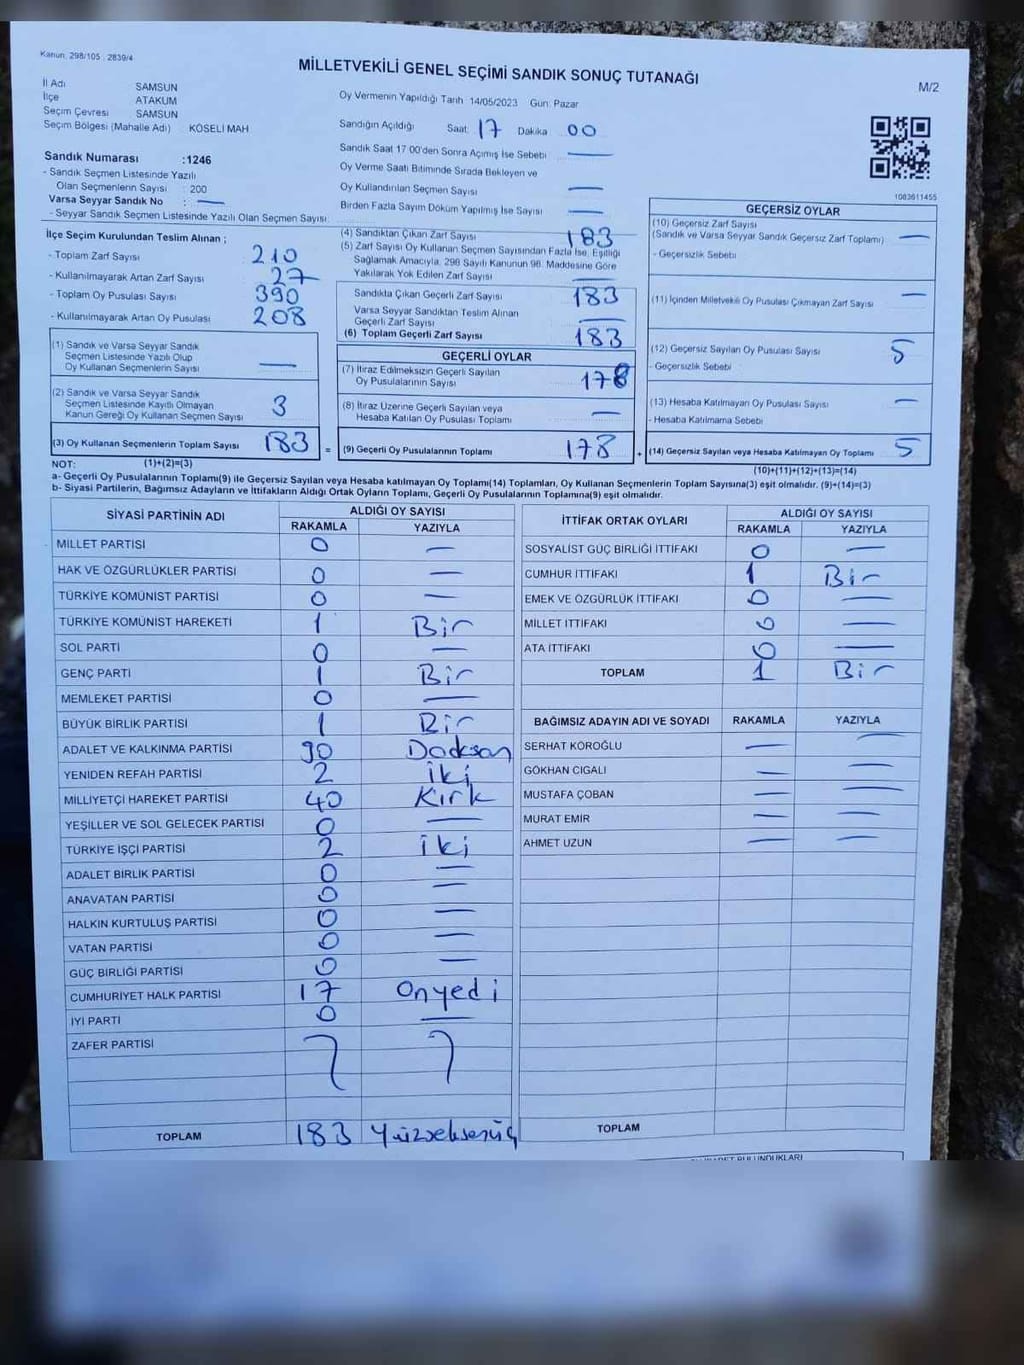 Kanun, 298/105 , 2839/4
MİLLETVEKİLİ GENEL SEÇİMİ SANDIK SONUÇ TUTANAĞI
M/2
İl Adı SAMSUN
İlçe ATAKUM
Seçim Çevresi SAMSUN
Seçim Bölgesi (Mahalle Adı) KÖSELİ MAH
Oy Vermenin Yapıldığı Tarih 14/05/2023 Gün: Pazar
Sandığın Açıldığı Saat 17 Dakika 00
Sandık Saat 17 00'den Sonra Açımış İse Sebebi —
Oy Verme Saati Bitiminde Sırada Bekleyen ve
Oy Kullandırılan Seçmen Sayısı —
Birden Fazla Sayım Döküm Yapılmış İse Sayısı —
Sandık Numarası :1246
- Sandık Seçmen Listesinde Yazılı
Olan Seçmenlerin Sayısı : 200
Varsa Seyyar Sandık No : —
- Seyyar Sandık Seçmen Listesinde Yazılı Olan Seçmen Sayısı:
1083611455
İlçe Seçim Kurulundan Teslim Alınan ;
- Toplam Zarf Sayısı 210
- Kullanılmayarak Artan Zarf Sayısı 27
- Toplam Oy Pusulası Sayısı 390
- Kullanılmayarak Artan Oy Pusulası 208
(4) Sandıktan Çıkan Zarf Sayısı 183
(5) Zarf Sayısı Oy Kullanan Seçmen Sayısından Fazla İse, Eşitliği
Sağlamak Amacıyla, 298 Sayılı Kanunun 98. Maddesine Göre
Yakılarak Yok Edilen Zarf Sayısı —
Sandıkta Çıkan Geçerli Zarf Sayısı 183
Varsa Seyyar Sandıktan Teslim Alınan
Geçerli Zarf Sayısı —
(6) Toplam Geçerli Zarf Sayısı 183
GEÇERSİZ OYLAR
(10) Geçersiz Zarf Sayısı
(Sandık ve Varsa Seyyar Sandık Geçersiz Zarf Toplamı) —
- Geçersizlik Sebebi
(11) İçinden Milletvekili Oy Pusulası Çıkmayan Zarf Sayısı —
(12) Geçersiz Sayılan Oy Pusulası Sayısı 5
- Geçersizlik Sebebi
(13) Hesaba Katılmayan Oy Pusulası Sayısı —
- Hesaba Katılmama Sebebi
(14) Geçersiz Sayılan veya Hesaba Katılmayan Oy Toplamı 5
(1) Sandık ve Varsa Seyyar Sandık
Seçmen Listesinde Yazılı Olup
Oy Kullanan Seçmenlerin Sayısı —
(2) Sandık ve Varsa Seyyar Sandık
Seçmen Listesinde Kayıtlı Olmayan
Kanun Gereği Oy Kullanan Seçmen Sayısı 3
(3) Oy Kullanan Seçmenlerin Toplam Sayısı 183 =
GEÇERLİ OYLAR
(7) İtiraz Edilmeksizin Geçerli Sayılan
Oy Pusulalarının Sayısı 178
(8) İtiraz Üzerine Geçerli Sayılan veya
Hesaba Katılan Oy Pusulası Toplamı —
(9) Geçerli Oy Pusulalarının Toplamı 178 +
NOT: (1)+(2)=(3)
(10)+(11)+(12)+(13)=(14)
a- Geçerli Oy Pusulalarının Toplamı(9) ile Geçersiz Sayılan veya Hesaba katılmayan Oy Toplamı(14) Toplamları, Oy Kullanan Seçmenlerin Toplam Sayısına(3) eşit olmalıdır. (9)+(14)=(3)
b- Siyasi Partilerin, Bağımsız Adayların ve İttifakların Aldığı Ortak Oyların Toplamı, Geçerli Oy Pusulalarının Toplamına(9) eşit olmalıdır.
SİYASİ PARTİNİN ADI ALDIĞI OY SAYISI
RAKAMLA YAZIYLA
MİLLET PARTİSİ 0 —
HAK VE ÖZGÜRLÜKLER PARTİSİ 0 —
TÜRKİYE KOMÜNİST PARTİSİ 0 —
TÜRKİYE KOMÜNİST HAREKETİ 1 Bir
SOL PARTİ 0 —
GENÇ PARTİ 1 Bir
MEMLEKET PARTİSİ 0 —
BÜYÜK BİRLİK PARTİSİ 1 Bir
ADALET VE KALKINMA PARTİSİ 90 Dodksan
YENİDEN REFAH PARTİSİ 2 iki
MİLLİYETÇİ HAREKET PARTİSİ 40 Kırk
YEŞİLLER VE SOL GELECEK PARTİSİ 0 —
TÜRKİYE İŞÇİ PARTİSİ 2 iki
ADALET BİRLİK PARTİSİ 0 —
ANAVATAN PARTİSİ 0 —
HALKIN KURTULUŞ PARTİSİ 0 —
VATAN PARTİSİ 0 —
GÜÇ BİRLİĞİ PARTİSİ 0 —
CUMHURİYET HALK PARTİSİ 17 Onyedi
İYİ PARTİ 0 —
ZAFER PARTİSİ 7 7
TOPLAM 183 Yüzseksenüç
İTTİFAK ORTAK OYLARI ALDIĞI OY SAYISI
RAKAMLA YAZIYLA
SOSYALİST GÜÇ BİRLİĞİ İTTİFAKI 0 —
CUMHUR İTTİFAKI 1 Bir
EMEK VE ÖZGÜRLÜK İTTİFAKI 0 —
MİLLET İTTİFAKI 0 —
ATA İTTİFAKI 0 —
TOPLAM 1 Bir
BAĞIMSIZ ADAYIN ADI VE SOYADI RAKAMLA YAZIYLA
SERHAT KÖROĞLU — —
GÖKHAN CIGALI — —
MUSTAFA ÇOBAN — —
MURAT EMİR — —
AHMET UZUN — —
TOPLAM